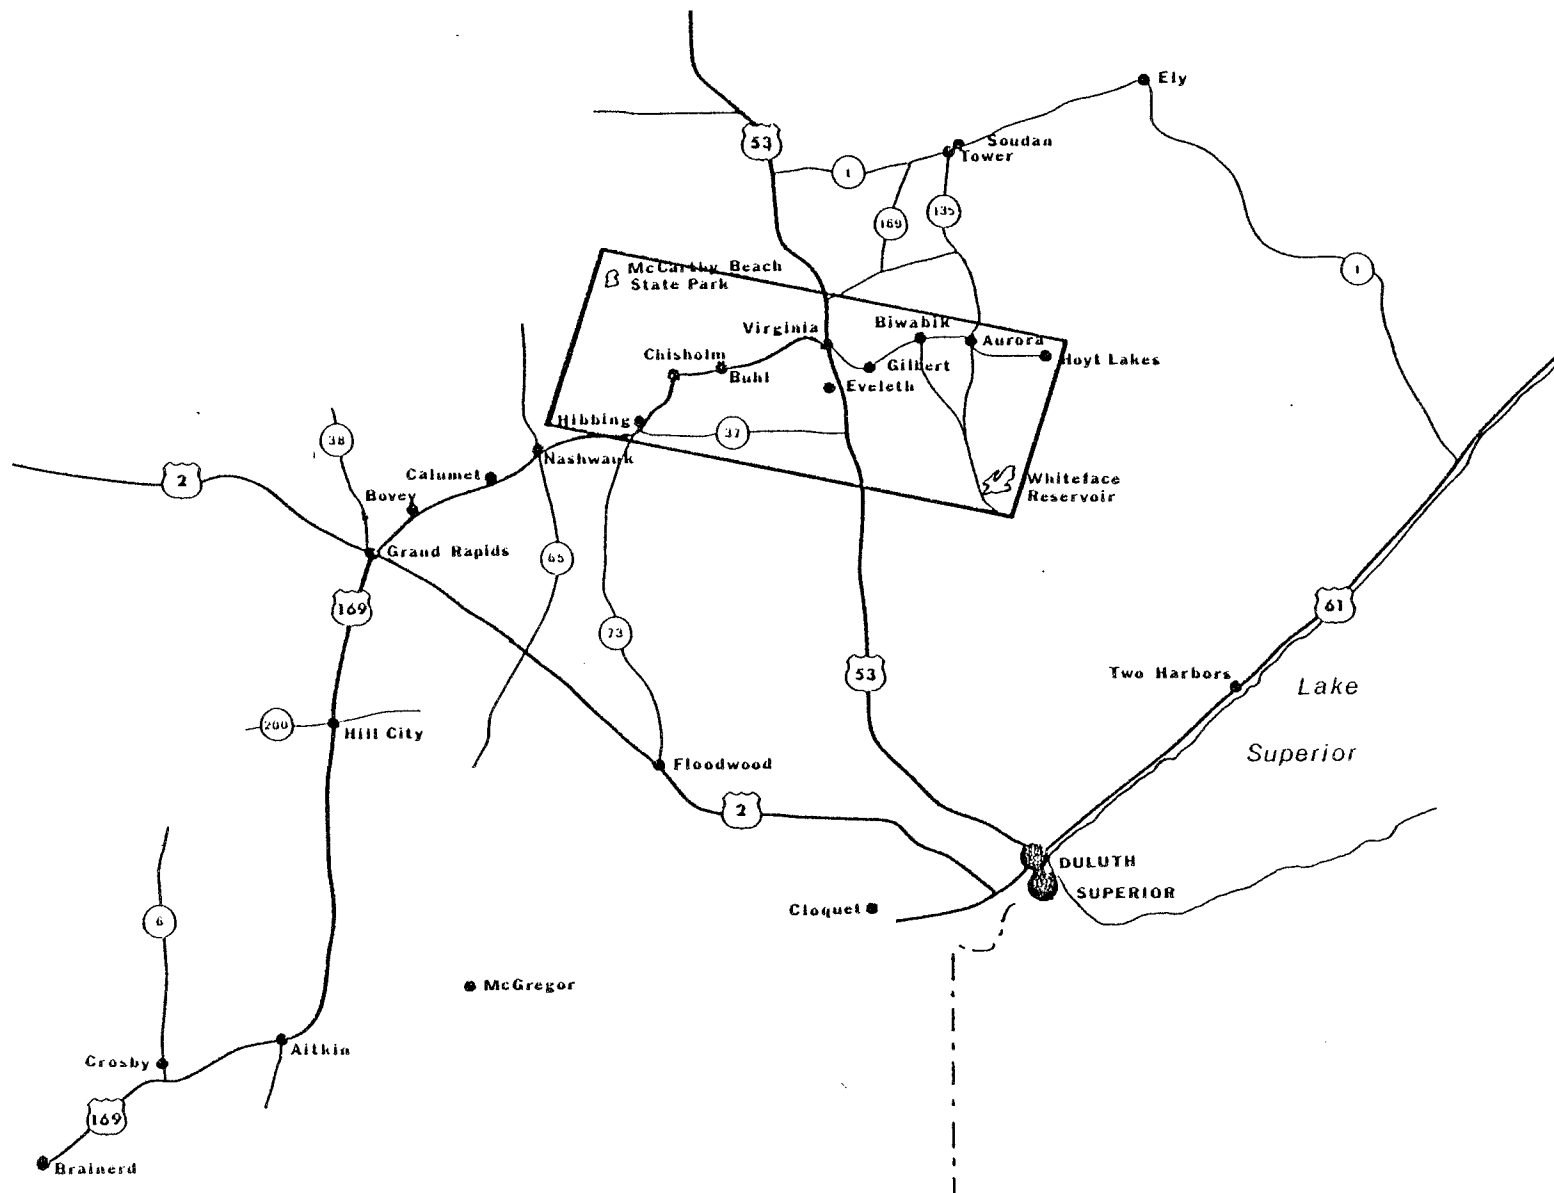 Ely
53
Soudan
Tower
1
169
135
McCarthy Beach
State Park
1
Virginia
Biwabik
Aurora
Chisholm
Hoyt Lakes
Gilbert
Buhl
Eveleth
Hibbing
37
38
Nashwauk
2
Calumet
Whiteface
Reservoir
Bovey
Grand Rapids
65
169
61
73
53
Two Harbors
Lake
200
Hill City
Superior
Floodwood
2
DULUTH
SUPERIOR
Cloquet
6
McGregor
Aitkin
Crosby
169
Brainerd